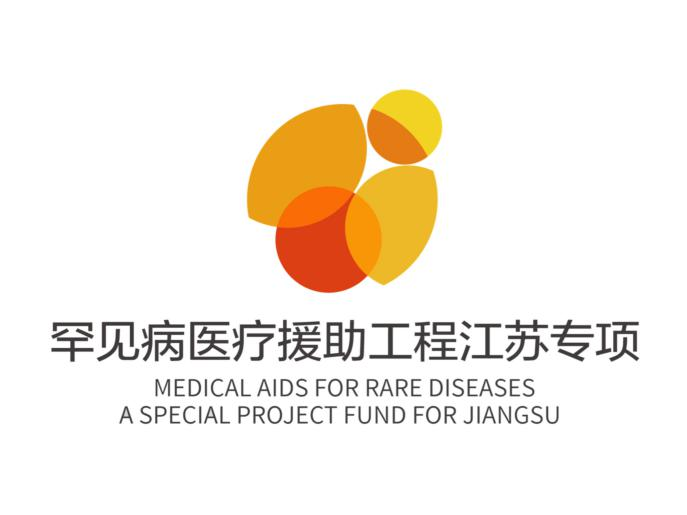 罕见病医疗援助工程江苏专项
MEDICAL AIDS FOR RARE DISEASES
A SPECIAL PROJECT FUND FOR JIANGSU